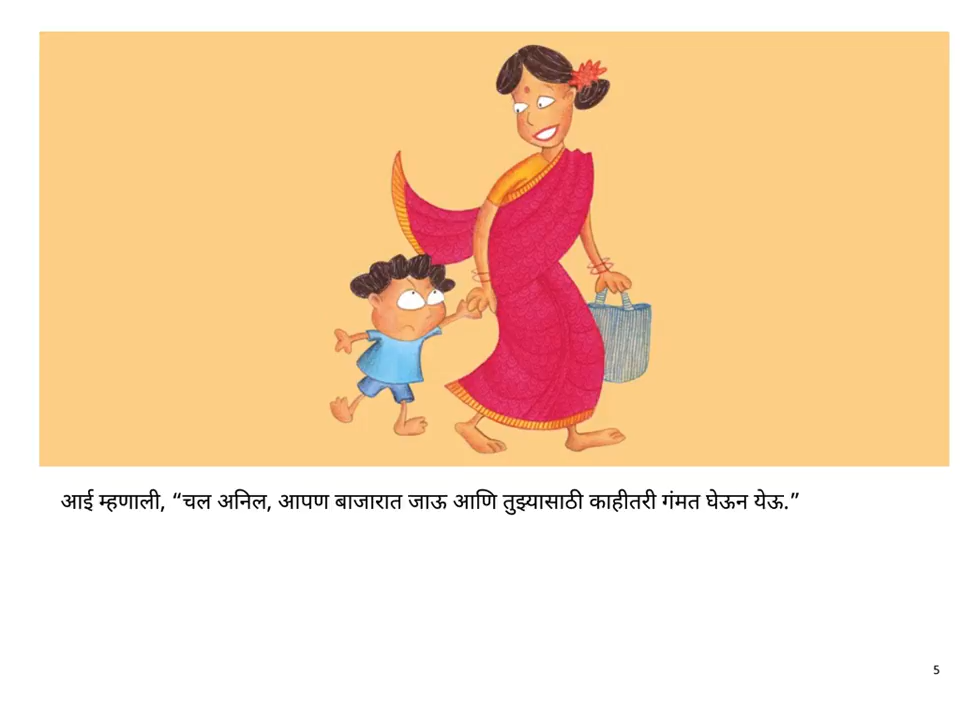 आई म्हणाली, “चल अनिल, आपण बाजारात जाऊ आणि तुझ्यासाठी काहीतरी गंमत घेऊन येऊ.”
5